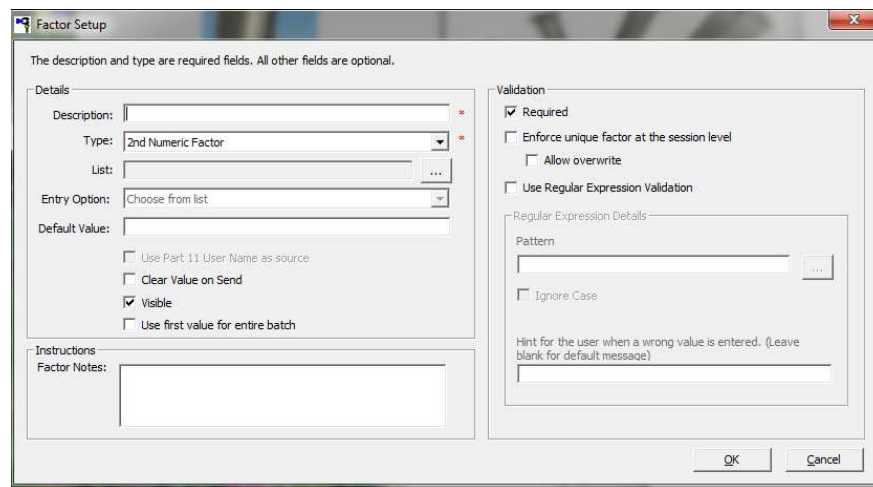 Factor Setup
The description and type are required fields. All other fields are optional.
Details
Description: *
Type: 2nd Numeric Factor *
List: ...
Entry Option: Choose from list
Default Value:
Use Part 11 User Name as source
Clear Value on Send
Visible
Use first value for entire batch
Instructions
Factor Notes:
Validation
Required
Enforce unique factor at the session level
Allow overwrite
Use Regular Expression Validation
Regular Expression Details
Pattern
...
Ignore Case
Hint for the user when a wrong value is entered. (Leave
blank for default message)
OK Cancel